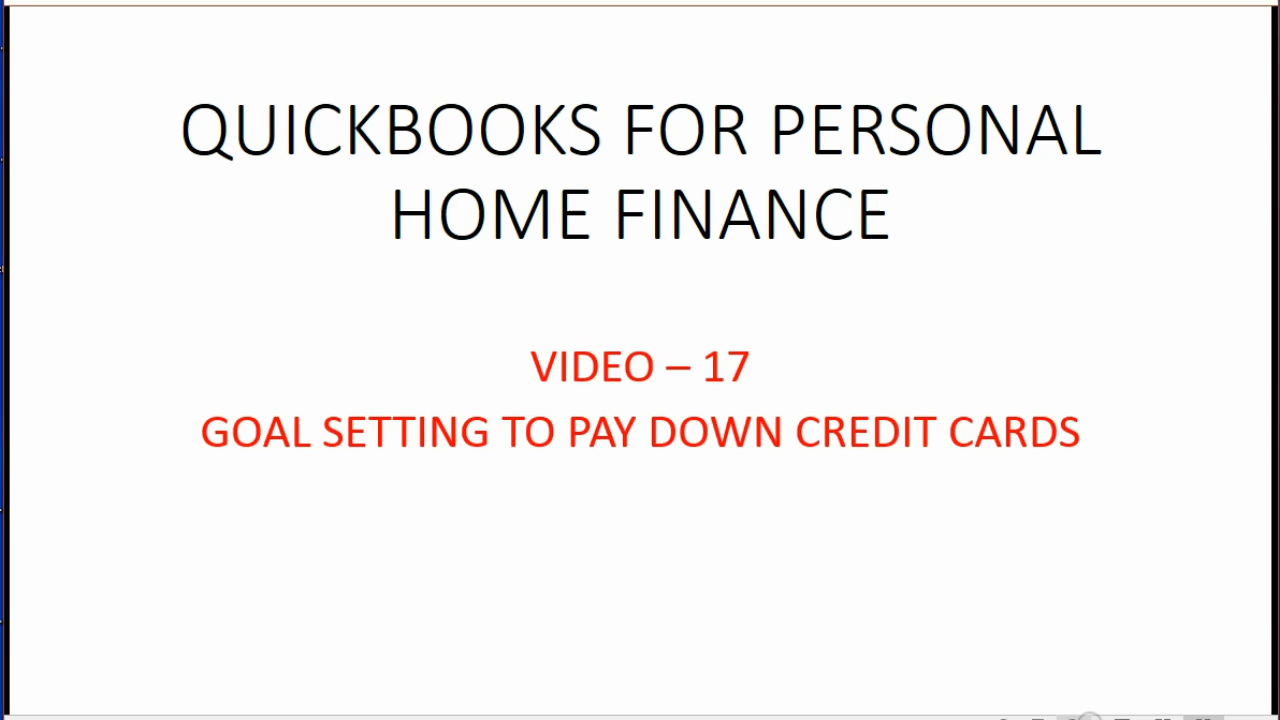 QUICKBOOKS FOR PERSONAL
HOME FINANCE
VIDEO – 17
GOAL SETTING TO PAY DOWN CREDIT CARDS